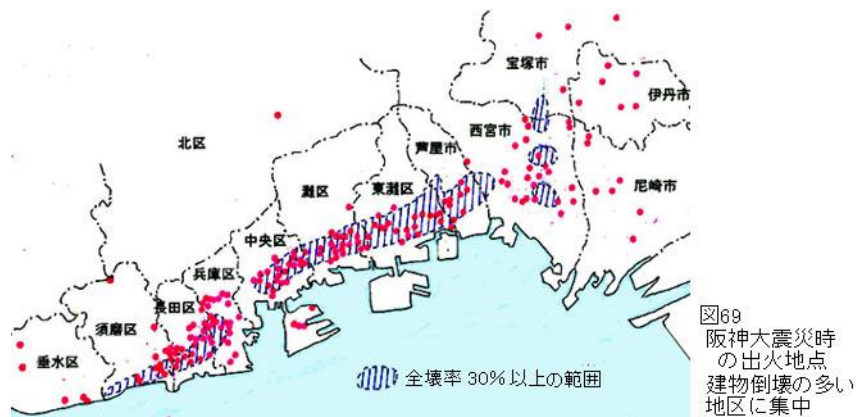 宝塚市
伊丹市
北区
西宮市
芦屋市
尼崎市
灘区
東灘区
中央区
兵庫区
長田区
須磨区
垂水区
全壊率30%以上の範囲
図69
阪神大震災時
の出火地点
建物倒壊の多い
地区に集中